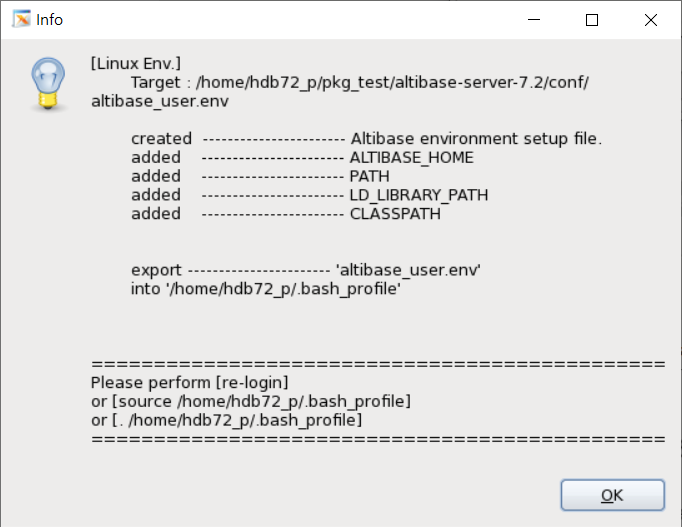 Info
[Linux Env.]
Target : /home/hdb72_p/pkg_test/altibase-server-7.2/conf/
altibase_user.env
created ----------------------- Altibase environment setup file.
added ----------------------- ALTIBASE_HOME
added ----------------------- PATH
added ----------------------- LD_LIBRARY_PATH
added ----------------------- CLASSPATH
export ----------------------- 'altibase_user.env'
into '/home/hdb72_p/.bash_profile'
==============================================
Please perform [re-login]
or [source /home/hdb72_p/.bash_profile]
or [. /home/hdb72_p/.bash_profile]
==============================================
OK